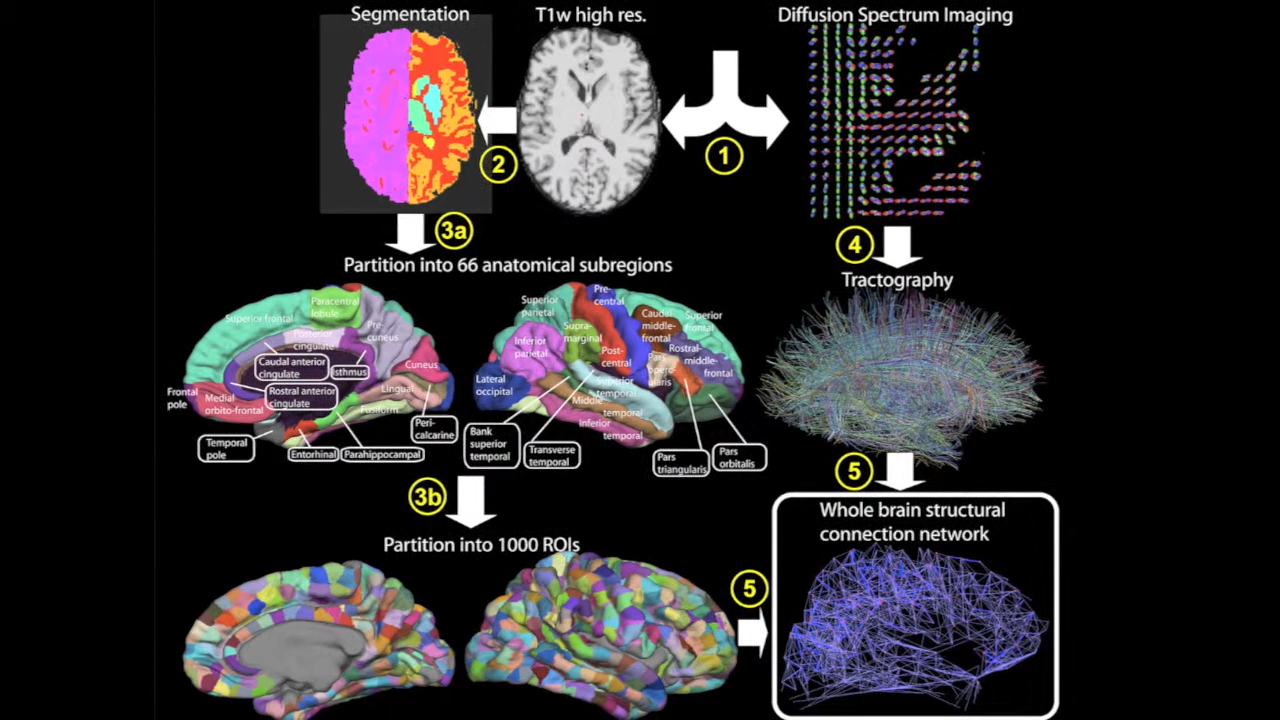 Segmentation
T1w high res.
Diffusion Spectrum Imaging
1
2
3a
4
Partition into 66 anatomical subregions
Tractography
Paracentral
lobule
Superior frontal
Posterior
cingulate
Pre-
cuneus
Caudal anterior
cingulate
Isthmus
Cuneus
Frontal
pole
Medial
orbito-frontal
Rostral anterior
cingulate
Lingual
Fusiform
Peri-
calcarine
Temporal
pole
Entorhinal
Parahippocampal
Superior
parietal
Pre-
central
Caudal
middle-
frontal
Superior
frontal
Supra-
marginal
Inferior
parietal
Post-
central
Pars
operc-
ularis
Rostral-
middle-
frontal
Lateral
occipital
Superior
temporal
Middle
temporal
Inferior
temporal
Bank
superior
temporal
Transverse
temporal
Pars
triangularis
Pars
orbitalis
3b
5
Partition into 1000 ROIs
5
Whole brain structural
connection network